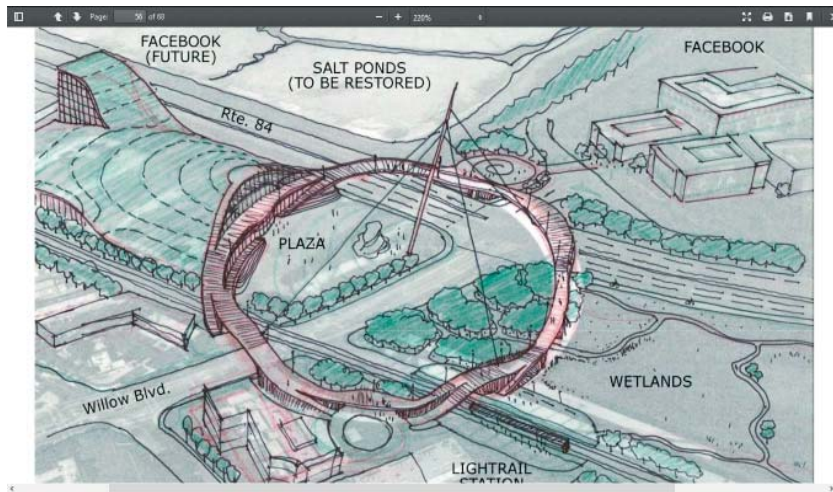 Page: 56 of 68
220%
FACEBOOK
(FUTURE)
SALT PONDS
(TO BE RESTORED)
FACEBOOK
Rte. 84
PLAZA
WETLANDS
Willow Blvd.
LIGHTRAIL
STATION